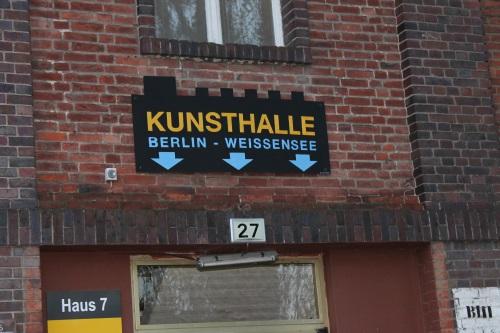 KUNSTHALLE
BERLIN - WEISSENSEE
27
Haus 7